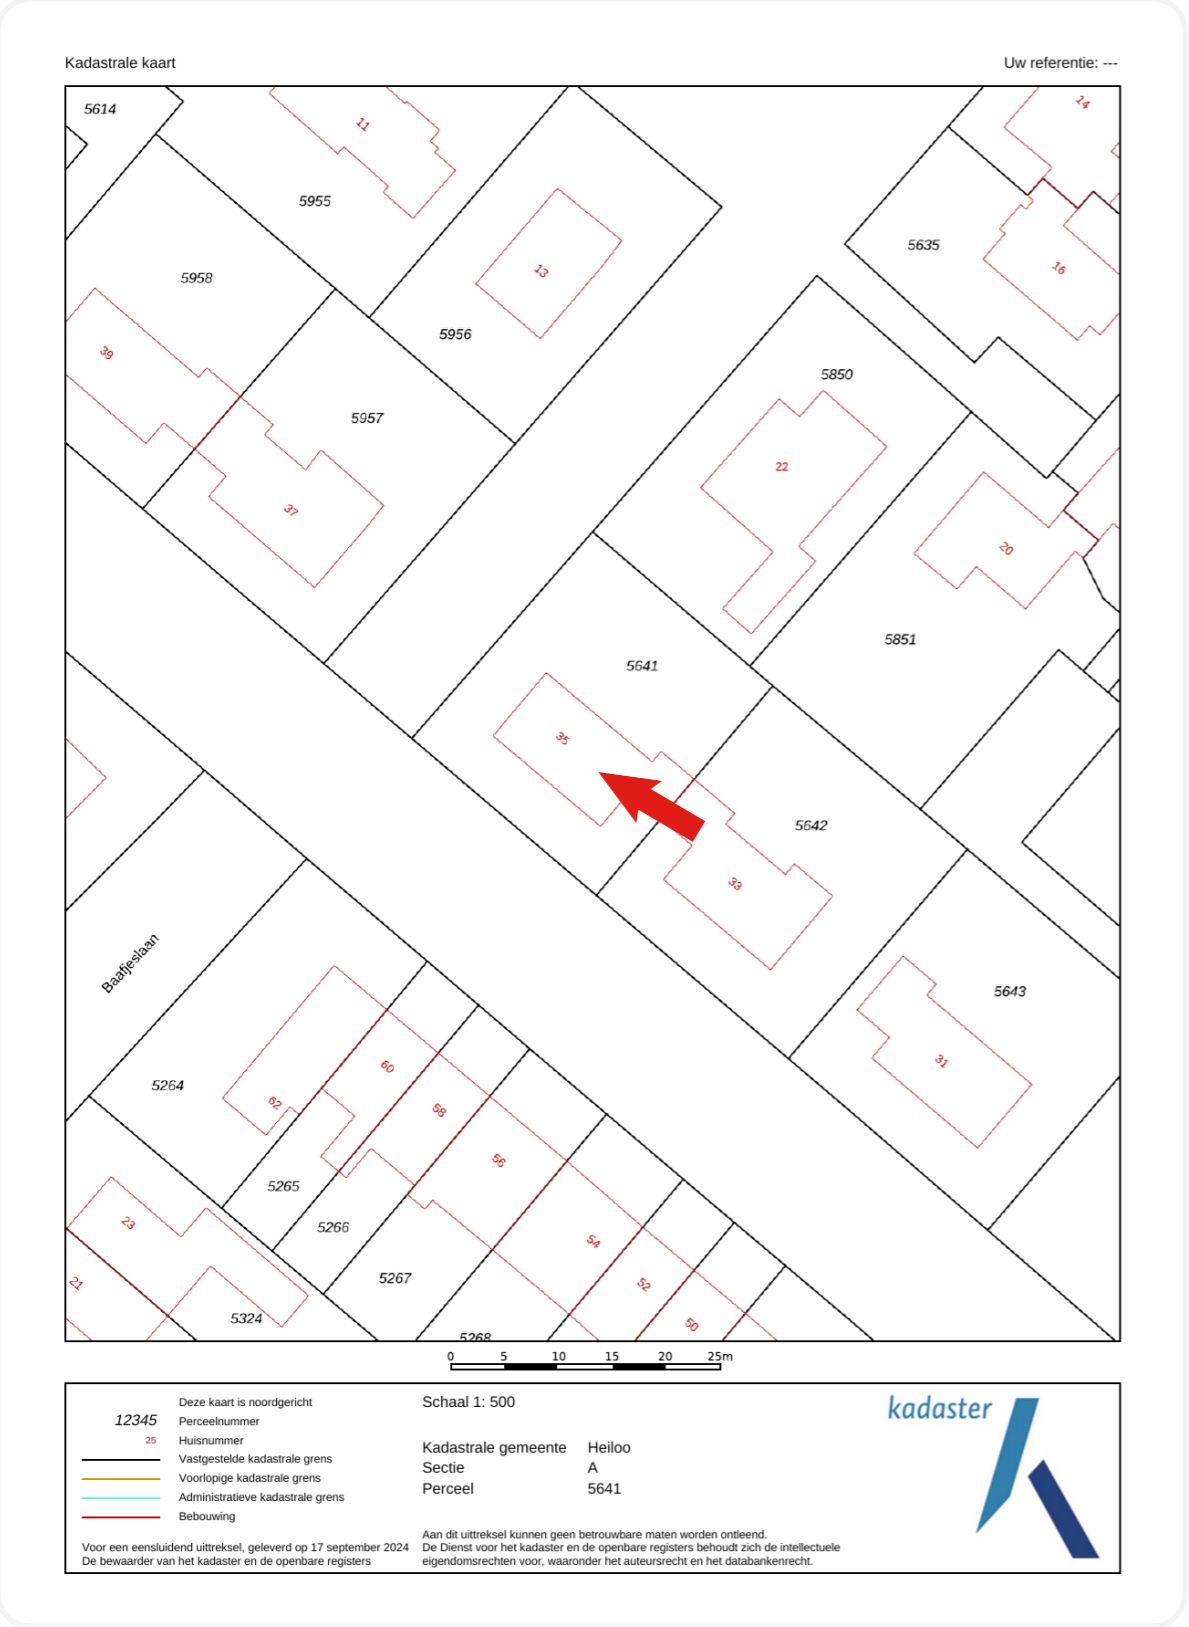 Kadastrale kaart
Uw referentie: ---
5614
11
14
5955
5635
13
16
5958
5956
39
5850
5957
22
37
20
5851
5641
35
5642
33
Baafjeslaan
5643
31
60
5264
62
58
56
5265
23
5266
54
5267
52
21
5324
50
5268
0 5 10 15 20 25m
Deze kaart is noordgericht
12345 Perceelnummer
25 Huisnummer
Vastgestelde kadastrale grens
Voorlopige kadastrale grens
Administratieve kadastrale grens
Bebouwing
Voor een eensluidend uittreksel, geleverd op 17 september 2024
De bewaarder van het kadaster en de openbare registers
Schaal 1: 500
Kadastrale gemeente Heiloo
Sectie A
Perceel 5641
Aan dit uittreksel kunnen geen betrouwbare maten worden ontleend.
De Dienst voor het kadaster en de openbare registers behoudt zich de intellectuele
eigendomsrechten voor, waaronder het auteursrecht en het databankenrecht.
kadaster